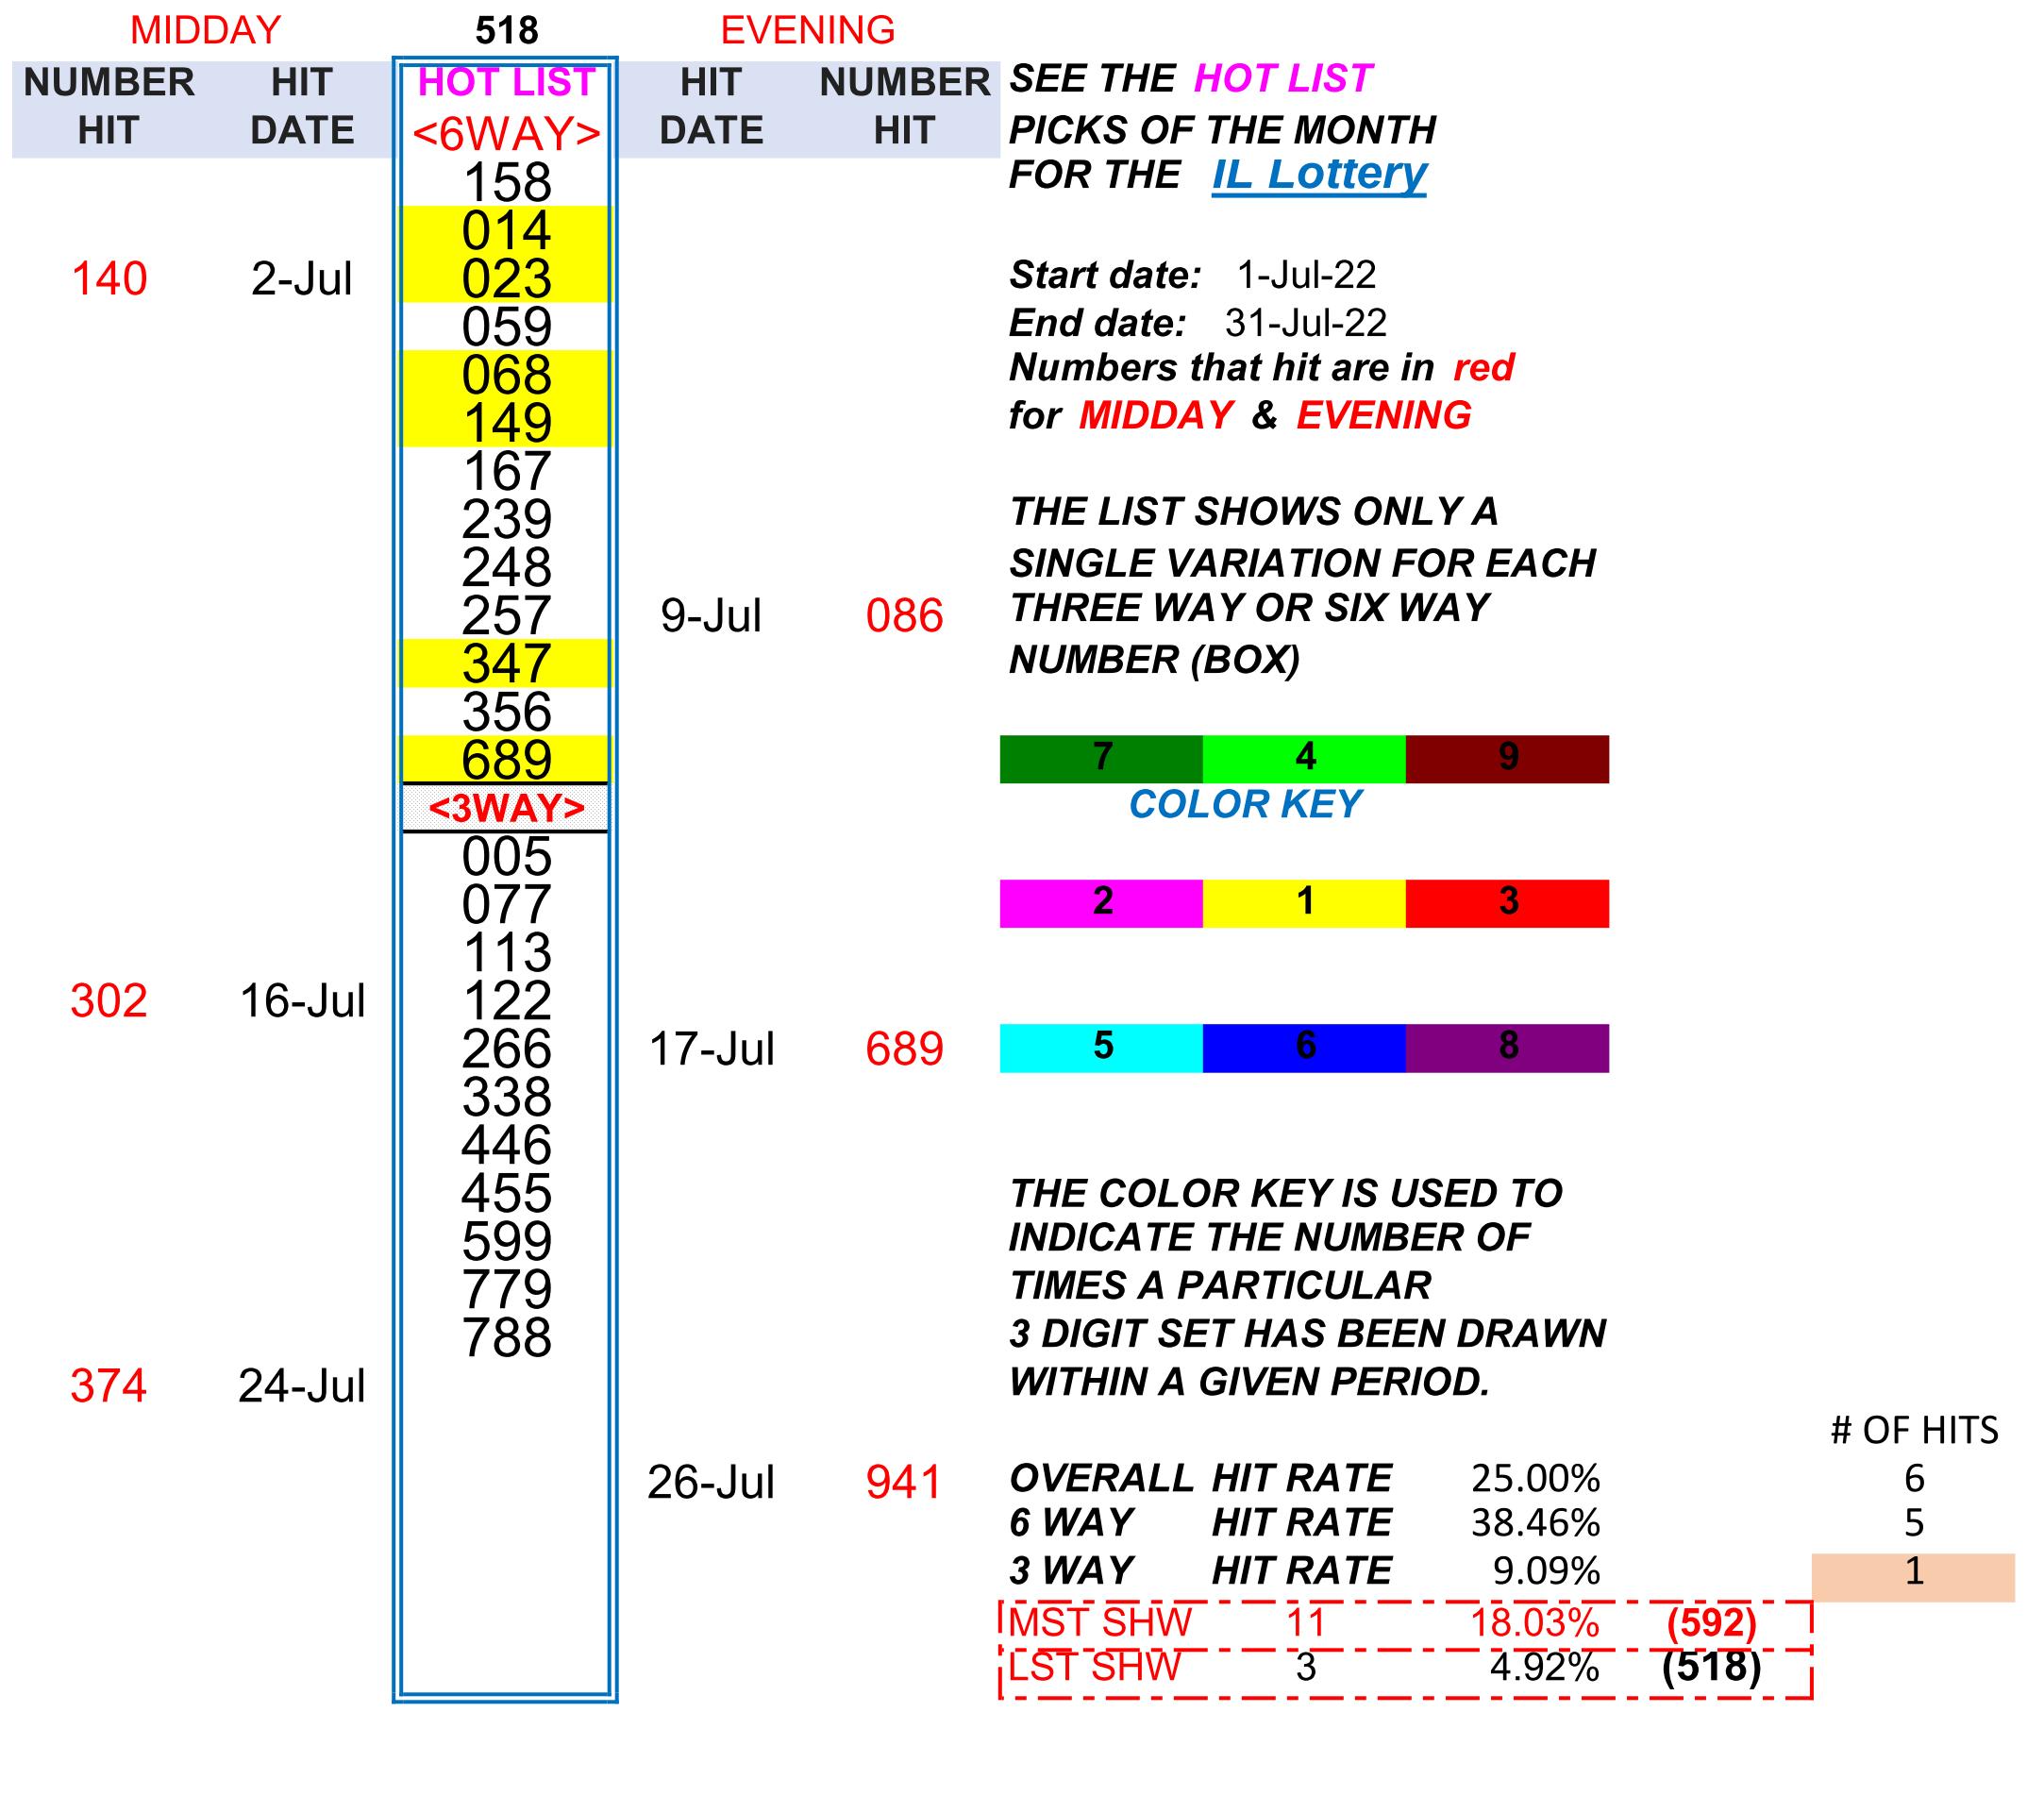 MIDDAY 518 EVENING
NUMBER HIT HOT LIST HIT NUMBER SEE THE HOT LIST
HIT DATE <6WAY> DATE HIT PICKS OF THE MONTH
158 FOR THE IL Lottery
014
140 2-Jul 023 Start date: 1-Jul-22
059 End date: 31-Jul-22
068 Numbers that hit are in red
149 for MIDDAY & EVENING
167
239 THE LIST SHOWS ONLY A
248 SINGLE VARIATION FOR EACH
257 9-Jul 086 THREE WAY OR SIX WAY
347 NUMBER (BOX)
356
689 7 4 9
<3WAY> COLOR KEY
005
077 2 1 3
113
302 16-Jul 122
266 17-Jul 689 5 6 8
338
446
455 THE COLOR KEY IS USED TO
599 INDICATE THE NUMBER OF
779 TIMES A PARTICULAR
788 3 DIGIT SET HAS BEEN DRAWN
374 24-Jul WITHIN A GIVEN PERIOD.
# OF HITS
26-Jul 941 OVERALL HIT RATE 25.00% 6
6 WAY HIT RATE 38.46% 5
3 WAY HIT RATE 9.09% 1
MST SHW 11 18.03% (592)
LST SHW 3 4.92% (518)